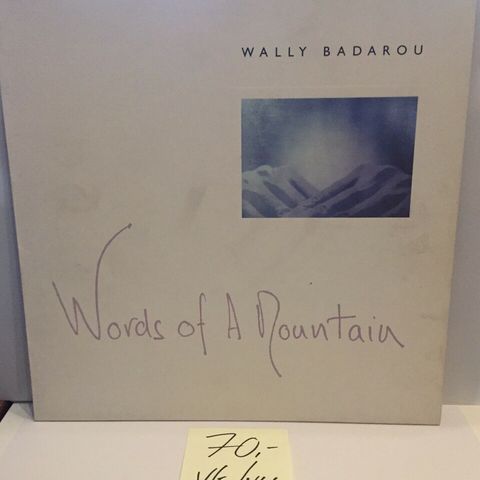 WALLY BADAROU
Words of A Mountain
70,-